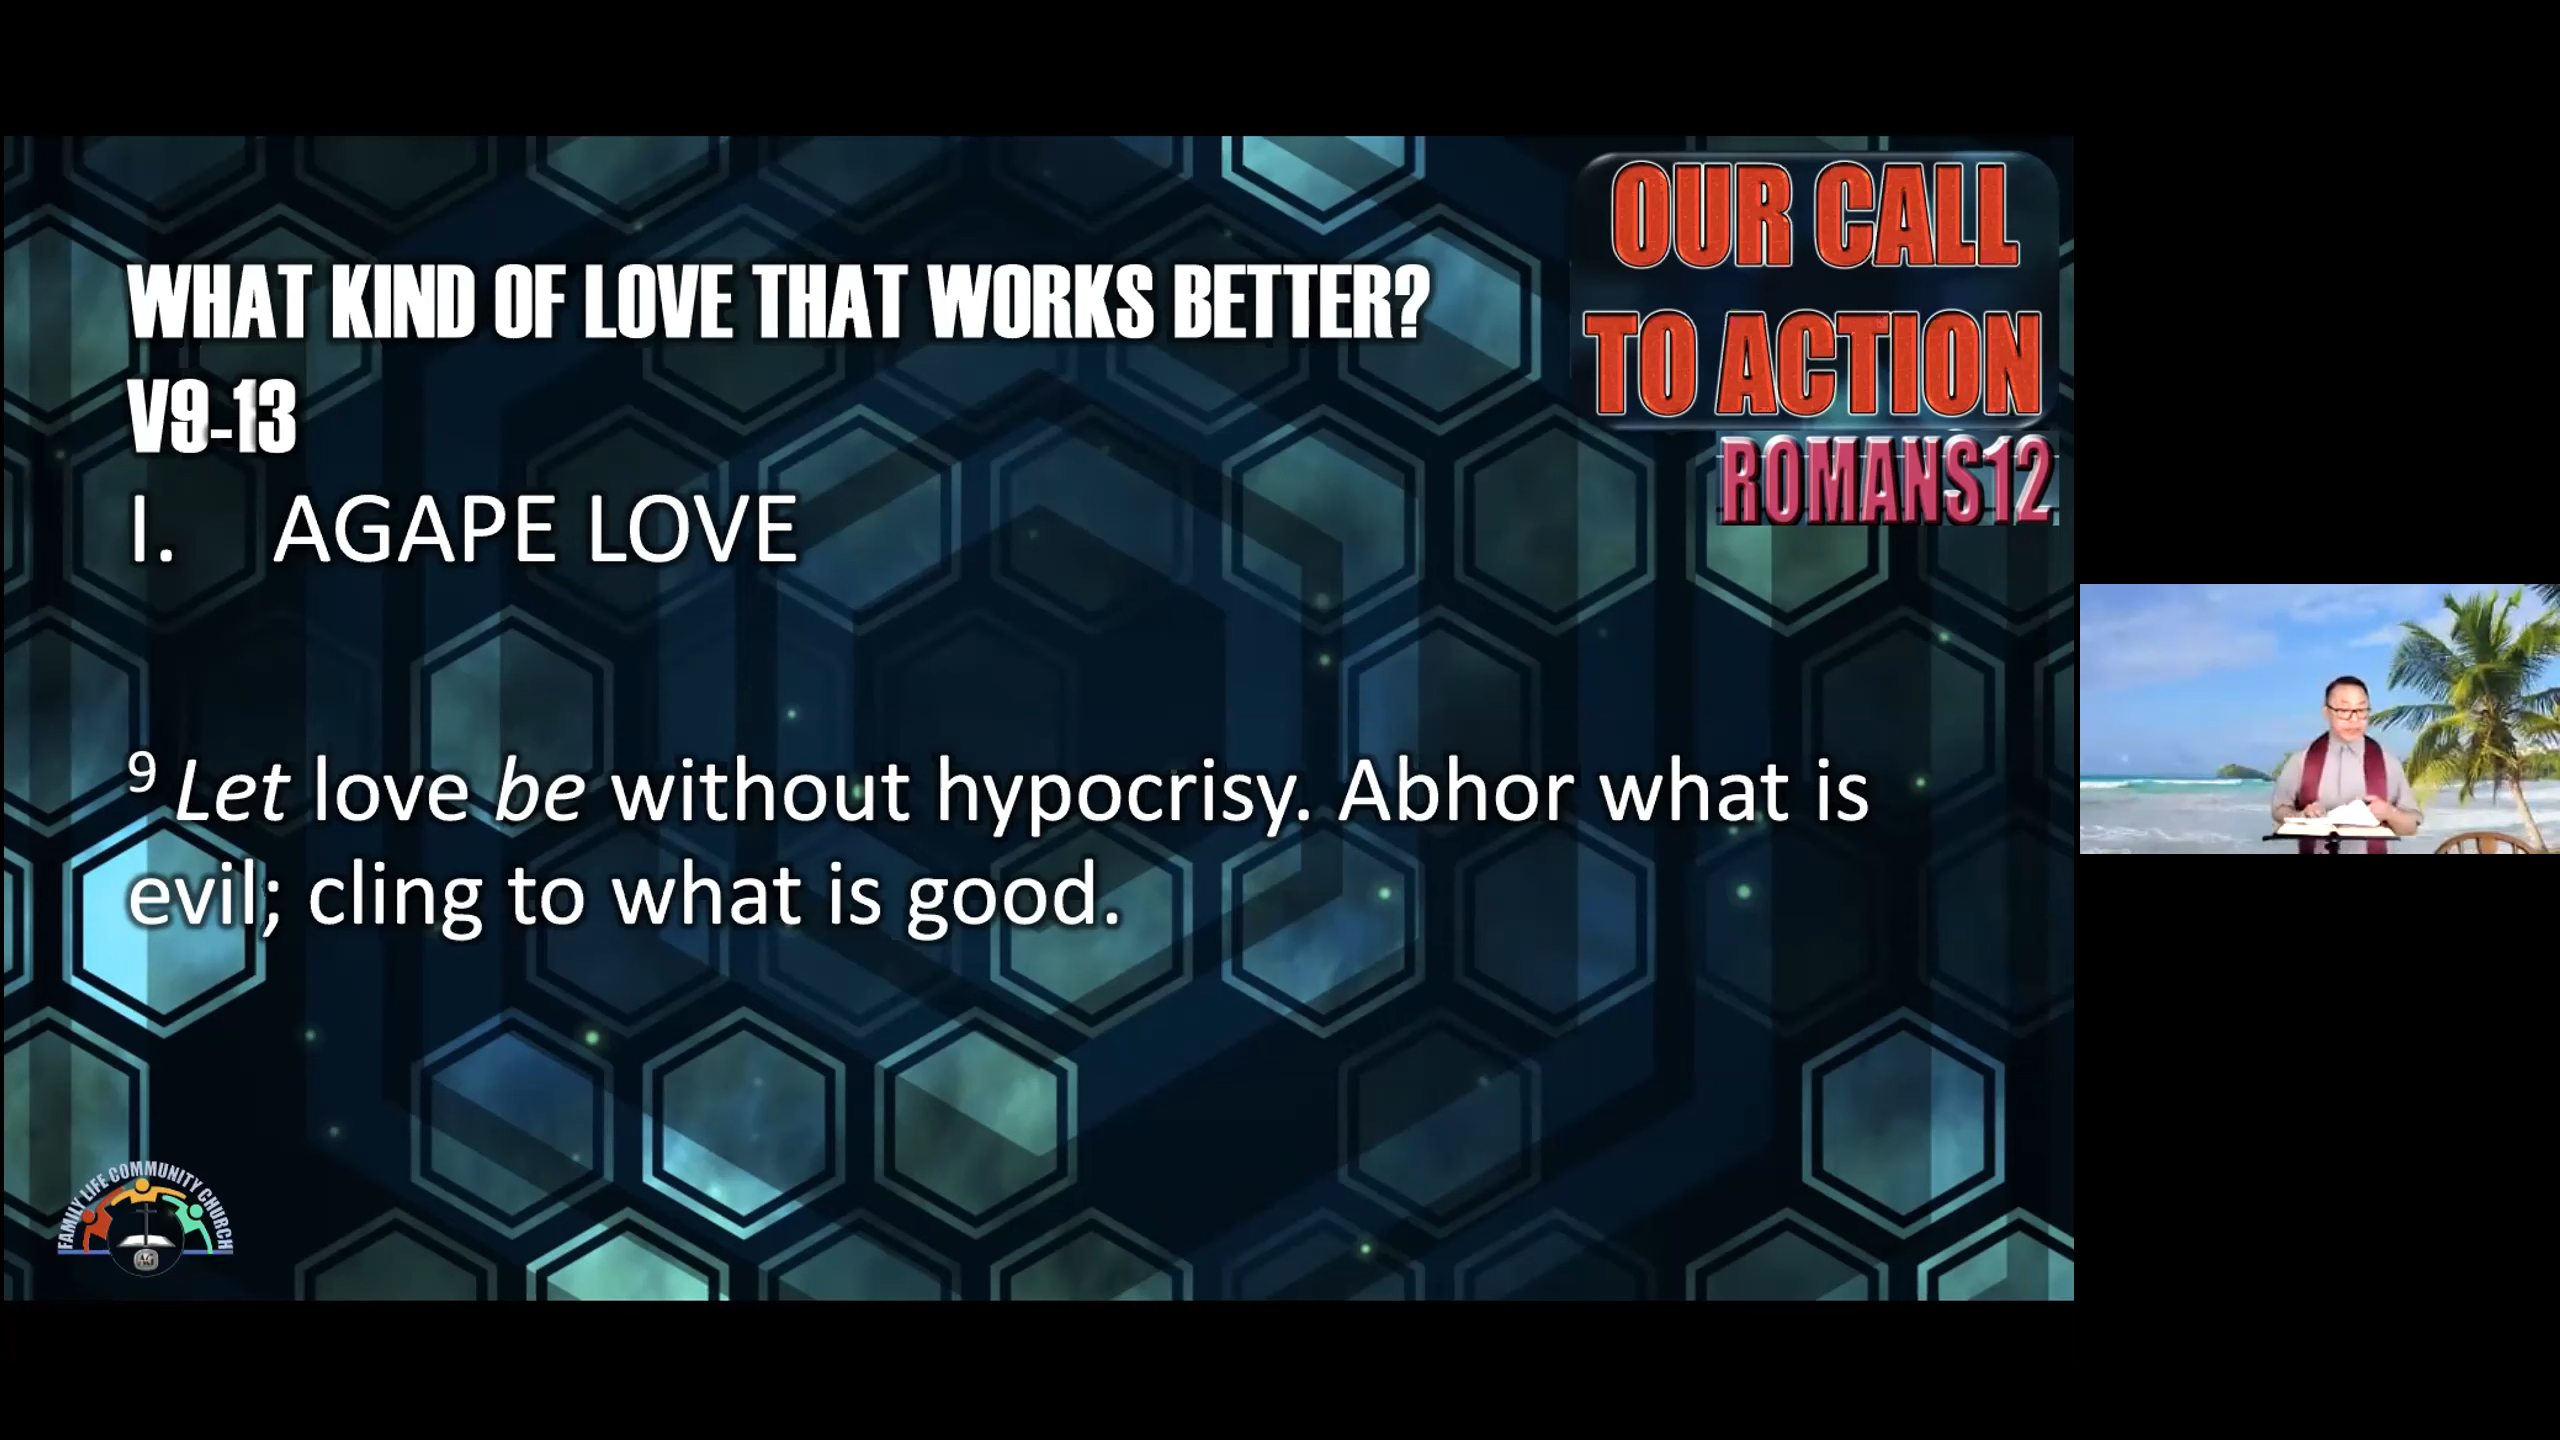 WHAT KIND OF LOVE THAT WORKS BETTER?
V9-13
I. AGAPE LOVE
9 Let love be without hypocrisy. Abhor what is
evil; cling to what is good.
OUR CALL
TO ACTION
ROMANS12
FAMILY LIFE COMMUNITY CHURCH
AG